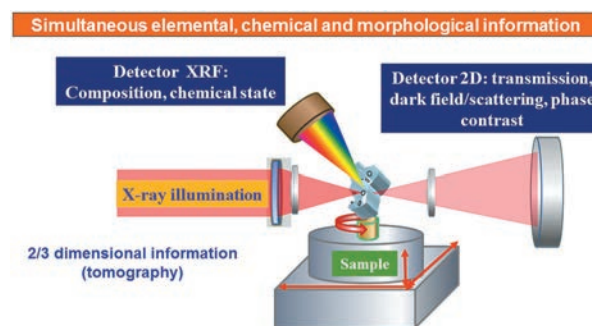 Simultaneous elemental, chemical and morphological information
Detector XRF:
Composition, chemical state
Detector 2D: transmission,
dark field/scattering, phase
contrast
X-ray illumination
2/3 dimensional information
(tomography)
Sample